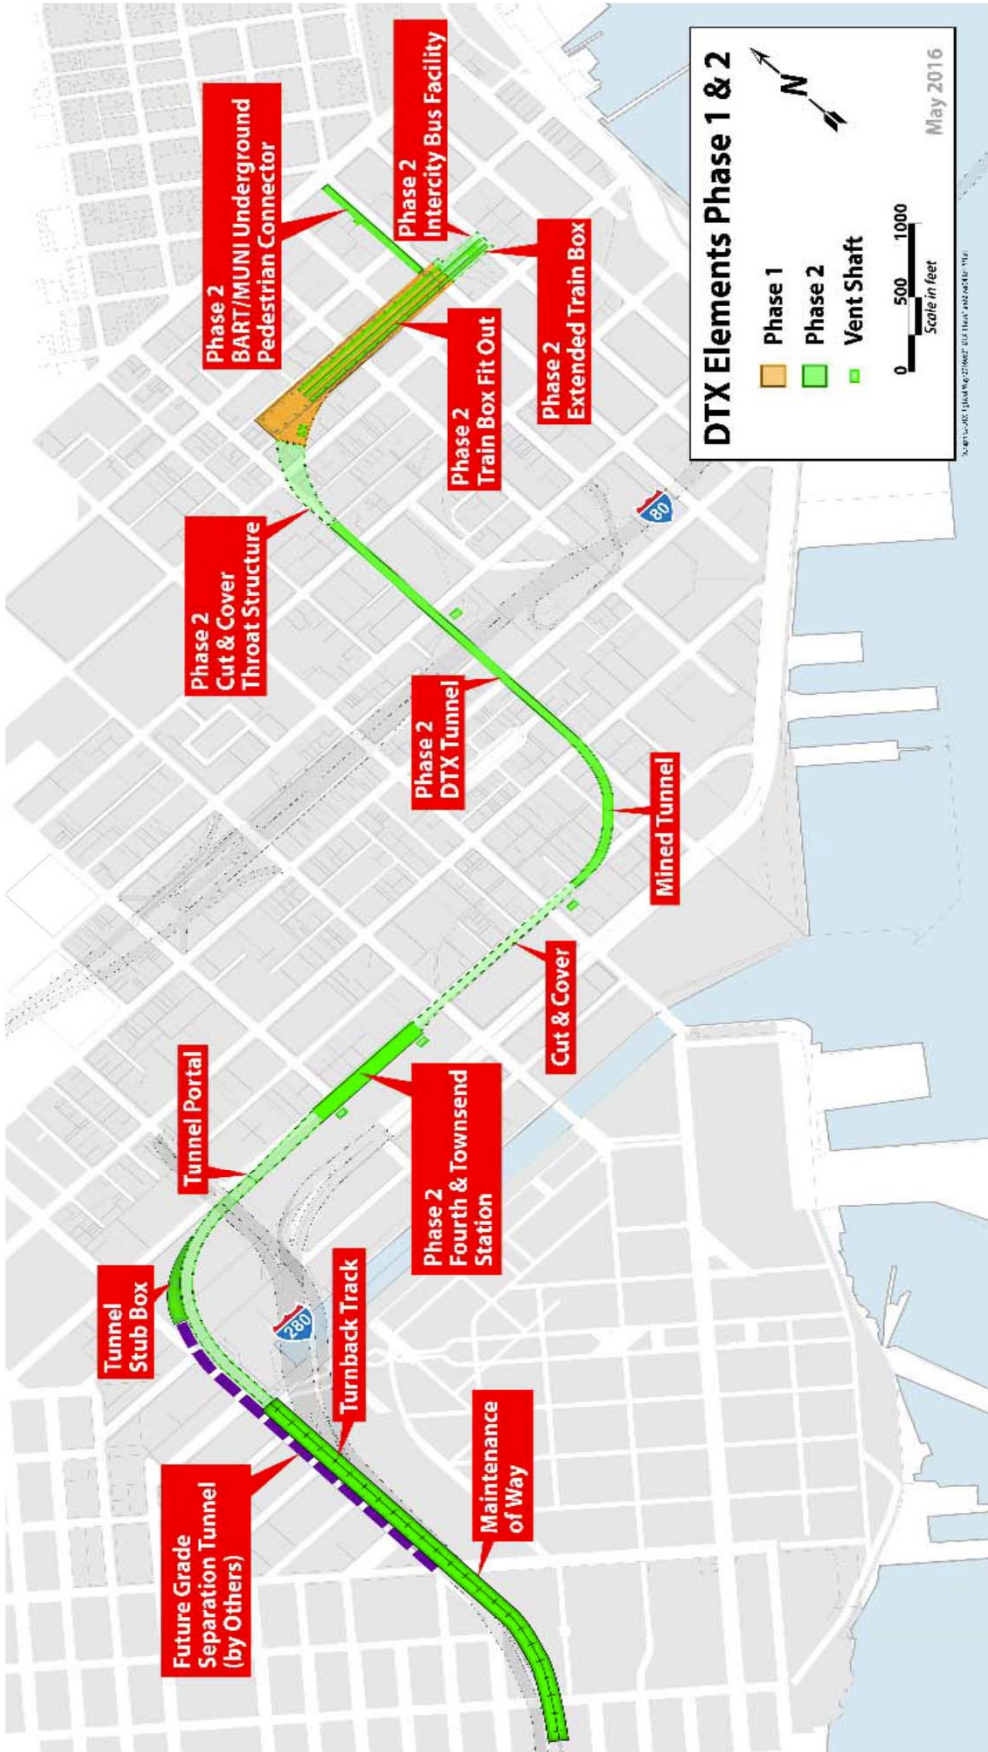 Phase 2
BART/MUNI Underground
Pedestrian Connector
Phase 2
Intercity Bus Facility
Phase 2
Extended Train Box
Phase 2
Train Box Fit Out
Phase 2
Cut & Cover
Throat Structure
80
Phase 2
DTX Tunnel
Mined Tunnel
Cut & Cover
Phase 2
Fourth & Townsend
Station
Tunnel Portal
Tunnel
Stub Box
280
Turnback Track
Maintenance
of Way
Future Grade
Separation Tunnel
(by Others)
DTX Elements Phase 1 & 2
N
Phase 1
Phase 2
Vent Shaft
0 500 1000
Scale in feet
May 2016